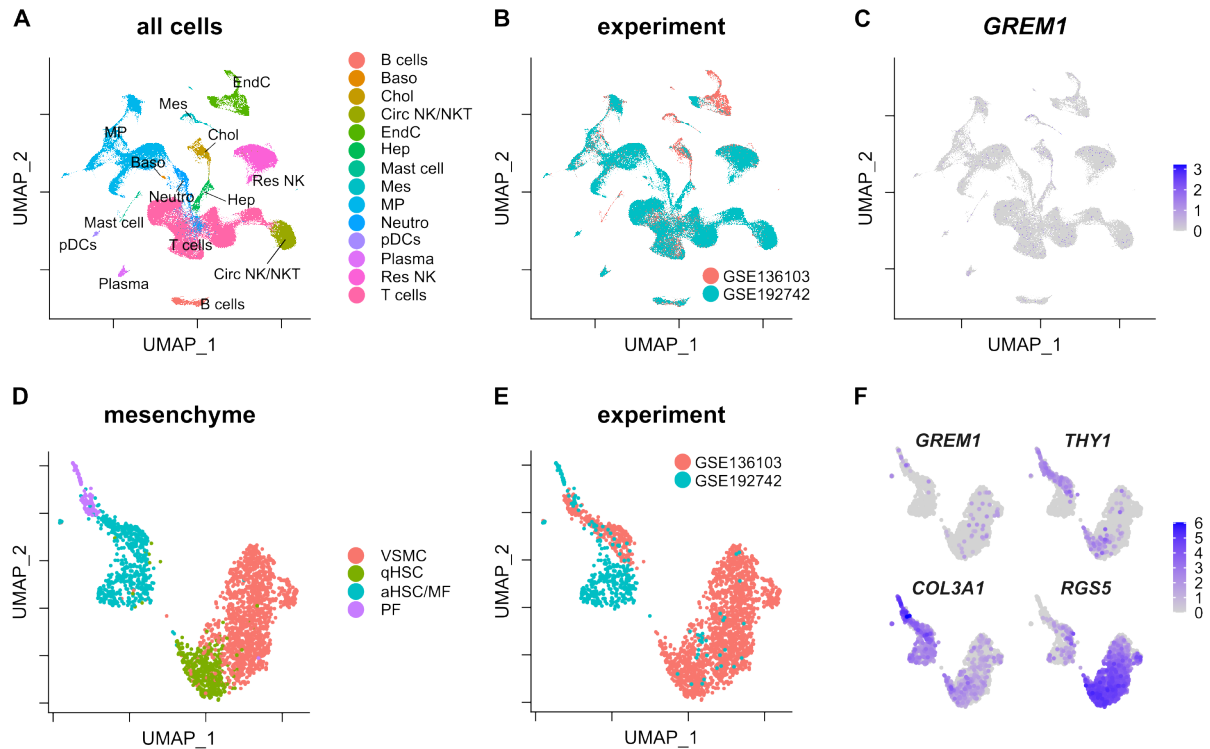 A
all cells
EndC
Mes
MP
Chol
Baso
Res NK
Neutro
Hep
Mast cell
pDCs
T cells
Circ NK/NKT
Plasma
B cells
UMAP_2
UMAP_1
B cells
Baso
Chol
Circ NK/NKT
EndC
Hep
Mast cell
Mes
MP
Neutro
pDCs
Plasma
Res NK
T cells
B
experiment
GSE136103
GSE192742
UMAP_2
UMAP_1
C
GREM1
UMAP_2
UMAP_1
3
2
1
0
D
mesenchyme
UMAP_2
UMAP_1
VSMC
qHSC
aHSC/MF
PF
E
experiment
GSE136103
GSE192742
UMAP_2
UMAP_1
F
GREM1
THY1
COL3A1
RGS5
6
5
4
3
2
1
0